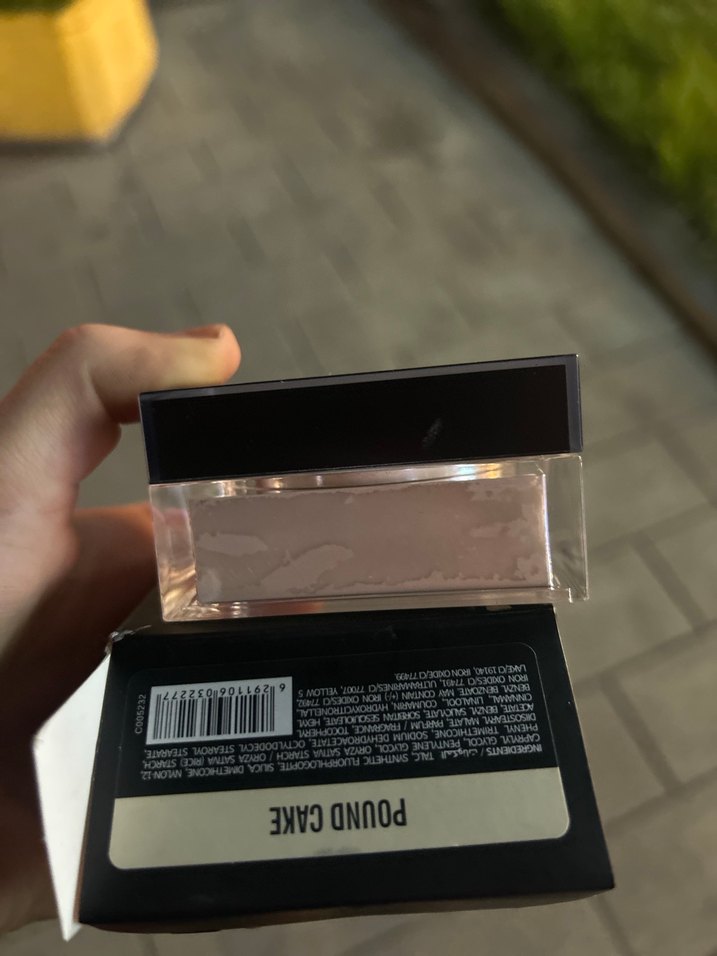 POUND CAKE
INGREDIENTS / المكونات: TALC, SYNTHETIC FLUORPHLOGOPITE, SILICA, DIMETHICONE, NYLON-12,
CAPRYLYL GLYCOL, PENTYLENE GLYCOL, ORYZA SATIVA STARCH / ORYZA SATIVA (RICE) STARCH,
PHENYL TRIMETHICONE, SODIUM DEHYDROACETATE, OCTYLDODECYL STEAROYL STEARATE,
DIISOSTEARYL MALATE, PARFUM / FRAGRANCE, TOCOPHERYL
ACETATE, BENZYL SALICYLATE, SORBITAN SESQUIOLEATE, HEXYL
CINNAMAL, LINALOOL, COUMARIN, HYDROXYCITRONELLAL,
BENZYL BENZOATE. MAY CONTAIN (+/-): IRON OXIDES/CI 77492,
IRON OXIDES/CI 77491, ULTRAMARINES/CI 77007, YELLOW 5
LAKE/CI 19140, IRON OXIDE/CI 77499.
6 291106 032277
C005232